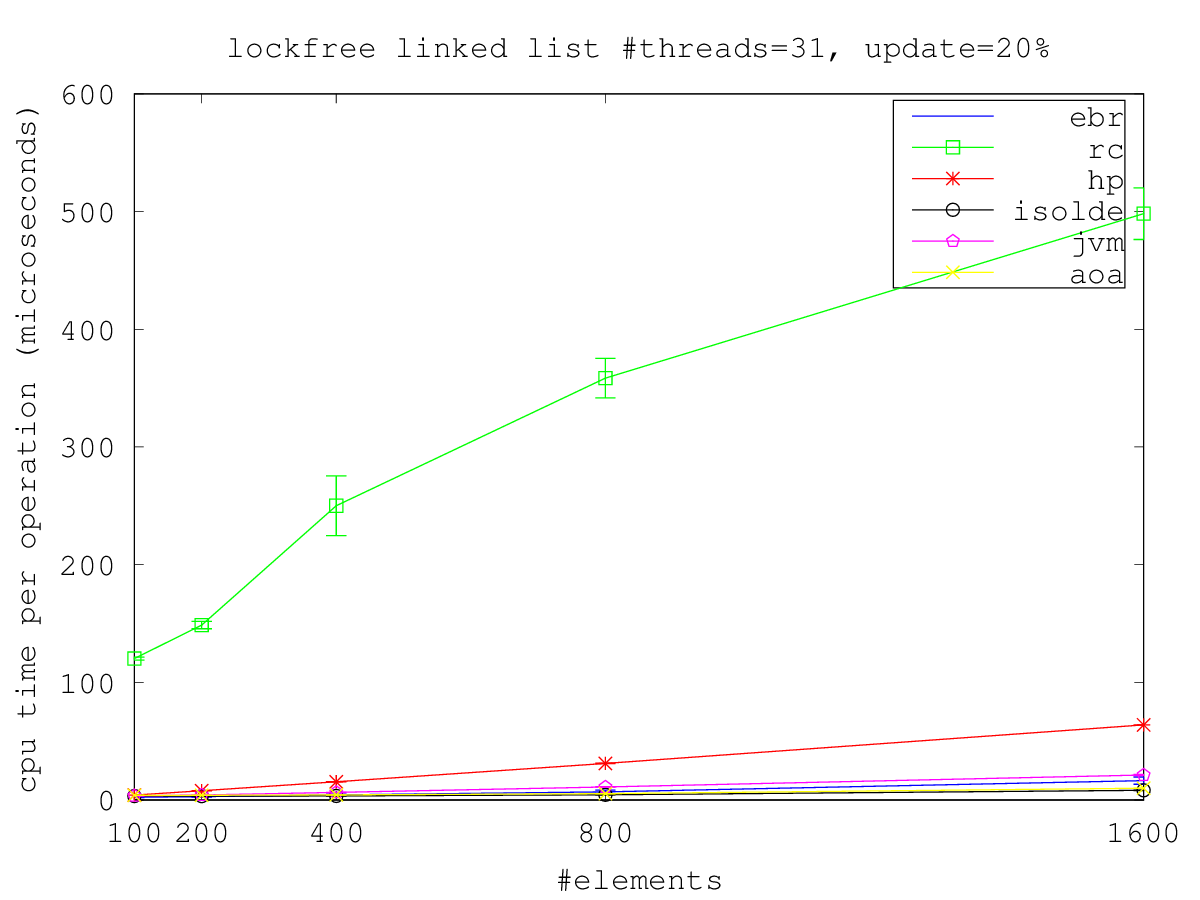 lockfree linked list #threads=31, update=20%
cpu time per operation (microseconds)
600
500
400
300
200
100
0
ebr
rc
hp
isolde
jvm
aoa
100 200 400 800 1600
#elements